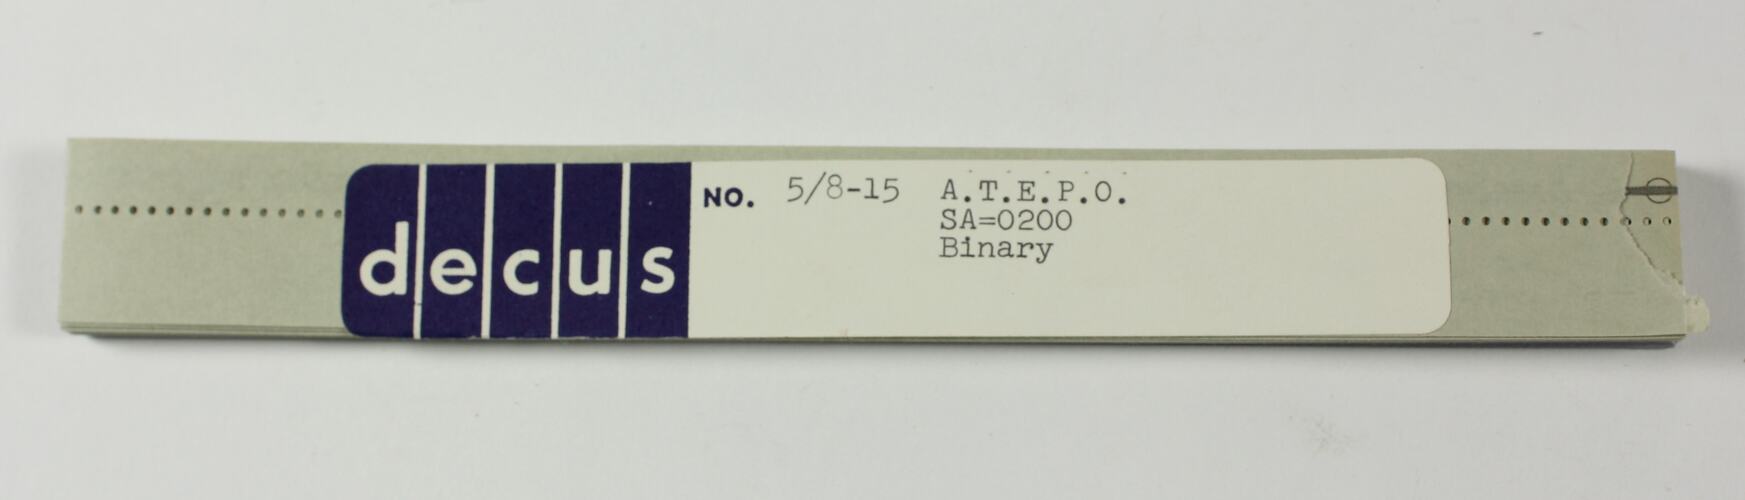 decus NO. 5/8-15 A.T.E.P.O.
SA=0200
Binary